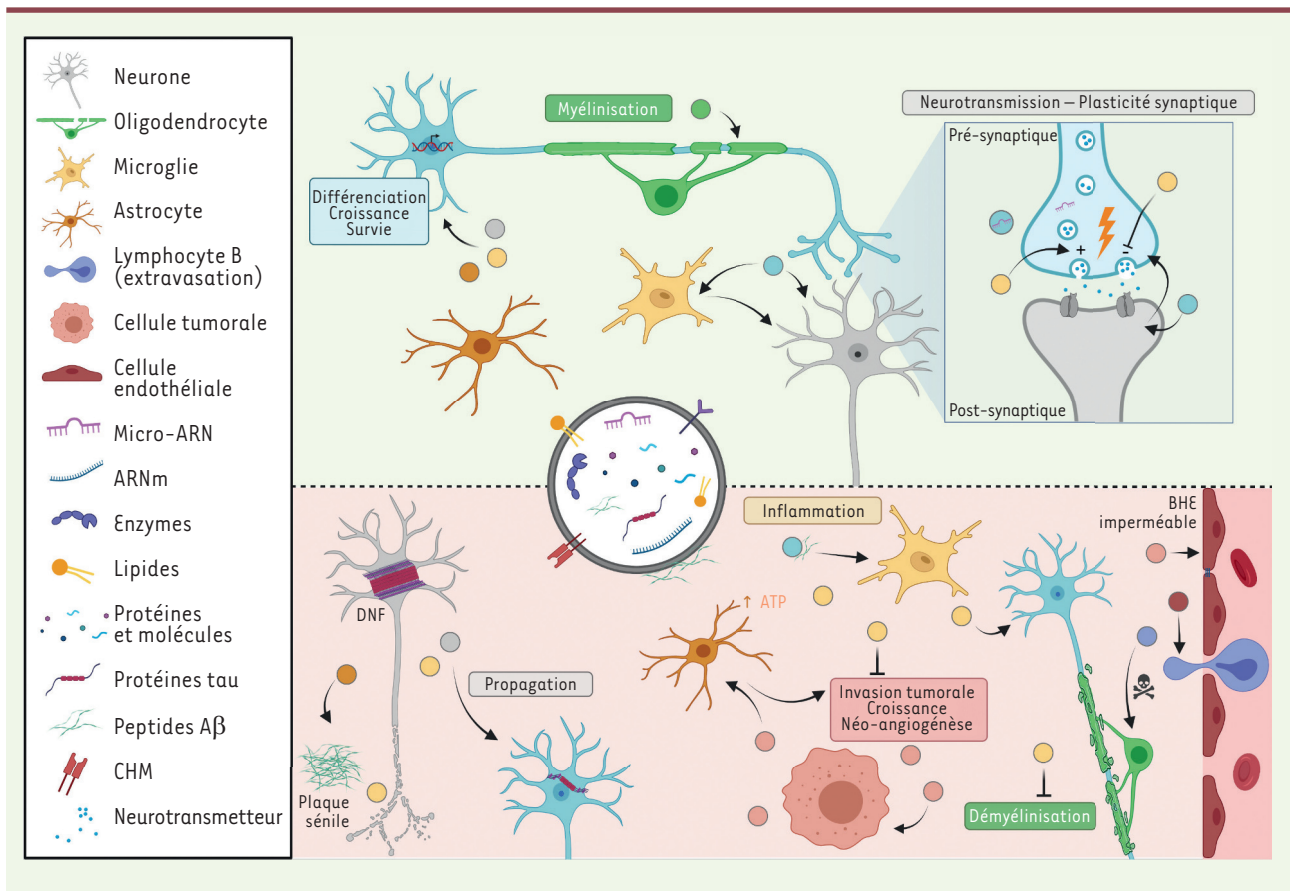 Neurone
Oligodendrocyte
Microglie
Astrocyte
Lymphocyte B
(extravasation)
Cellule tumorale
Cellule
endothéliale
Micro-ARN
ARNm
Enzymes
Lipides
Protéines
et molécules
Protéines tau
Peptides Aβ
CHM
Neurotransmetteur
Myélinisation
Différenciation
Croissance
Survie
Neurotransmission – Plasticité synaptique
Pré-synaptique
+
-
Post-synaptique
DNF
Plaque
sénile
Propagation
Inflammation
↑ ATP
Invasion tumorale
Croissance
Néo-angiogénèse
Démyélinisation
BHE
imperméable